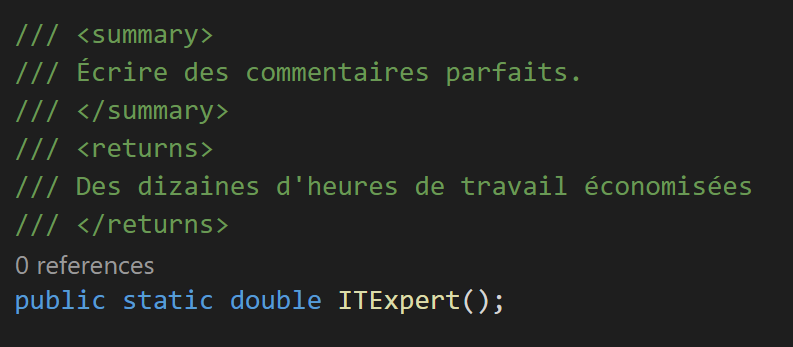 /// <summary>
/// Écrire des commentaires parfaits.
/// </summary>
/// <returns>
/// Des dizaines d'heures de travail économisées
/// </returns>
0 references
public static double ITExpert();